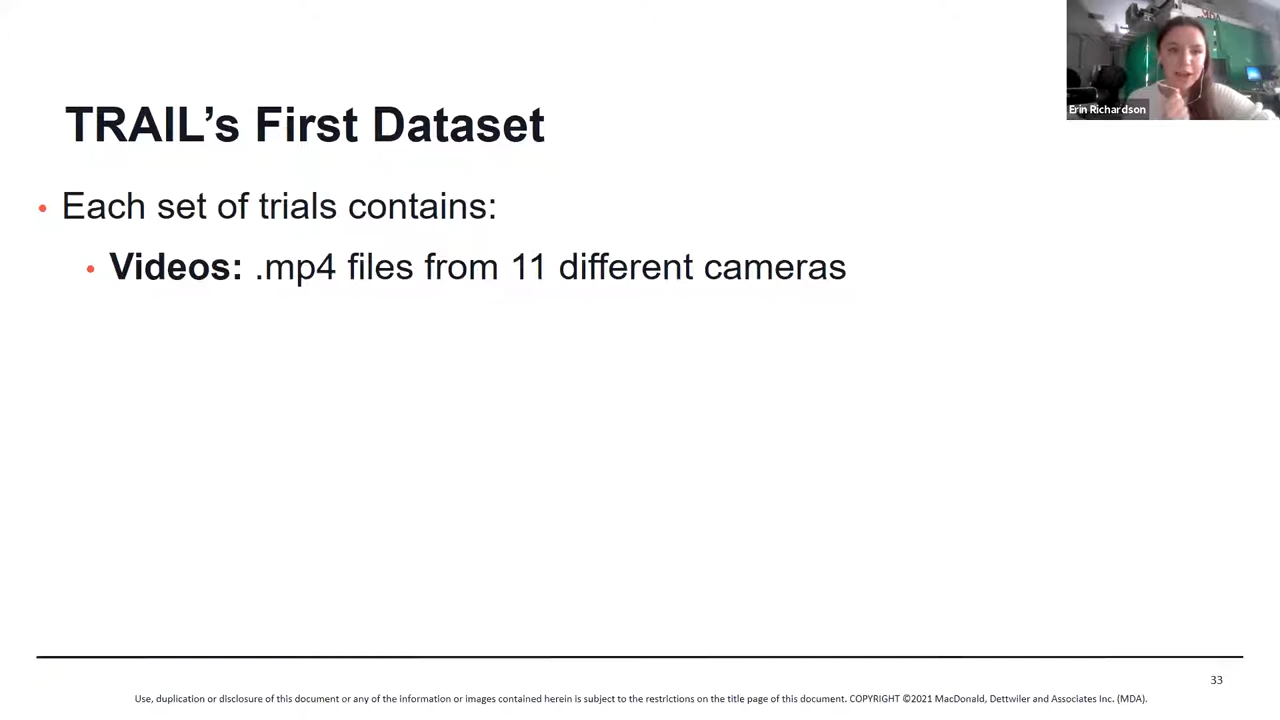 TRAIL’s First Dataset
• Each set of trials contains:
• Videos: .mp4 files from 11 different cameras
Erin Richardson
MDA
33
Use, duplication or disclosure of this document or any of the information or images contained herein is subject to the restrictions on the title page of this document. COPYRIGHT ©2021 MacDonald, Dettwiler and Associates Inc. (MDA).